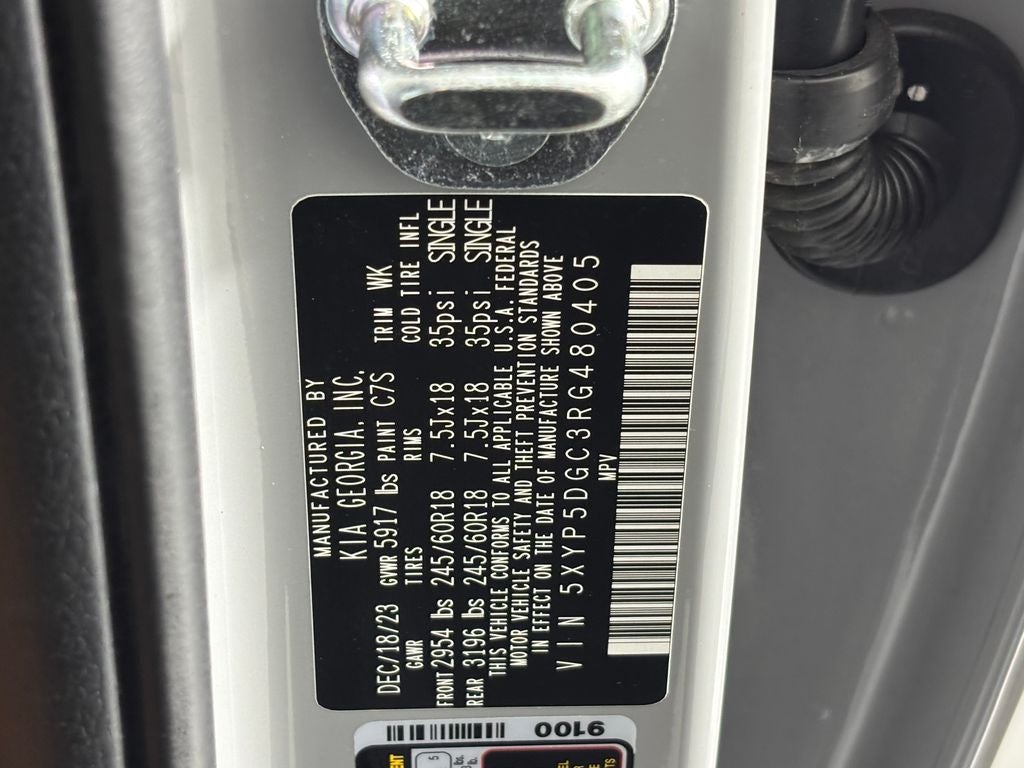 MANUFACTURED BY
KIA GEORGIA, INC.
DEC/18/23 GVWR 5917 lbs PAINT C7S TRIM WK
GAWR TIRES RIMS COLD TIRE INFL
FRONT 2954 lbs 245/60R18 7.5Jx18 35psi SINGLE
REAR 3196 lbs 245/60R18 7.5Jx18 35psi SINGLE
THIS VEHICLE CONFORMS TO ALL APPLICABLE U.S.A. FEDERAL
MOTOR VEHICLE SAFETY AND THEFT PREVENTION STANDARDS
IN EFFECT ON THE DATE OF MANUFACTURE SHOWN ABOVE
VIN 5XYP5DGC3RG480405
MPV
9100
5